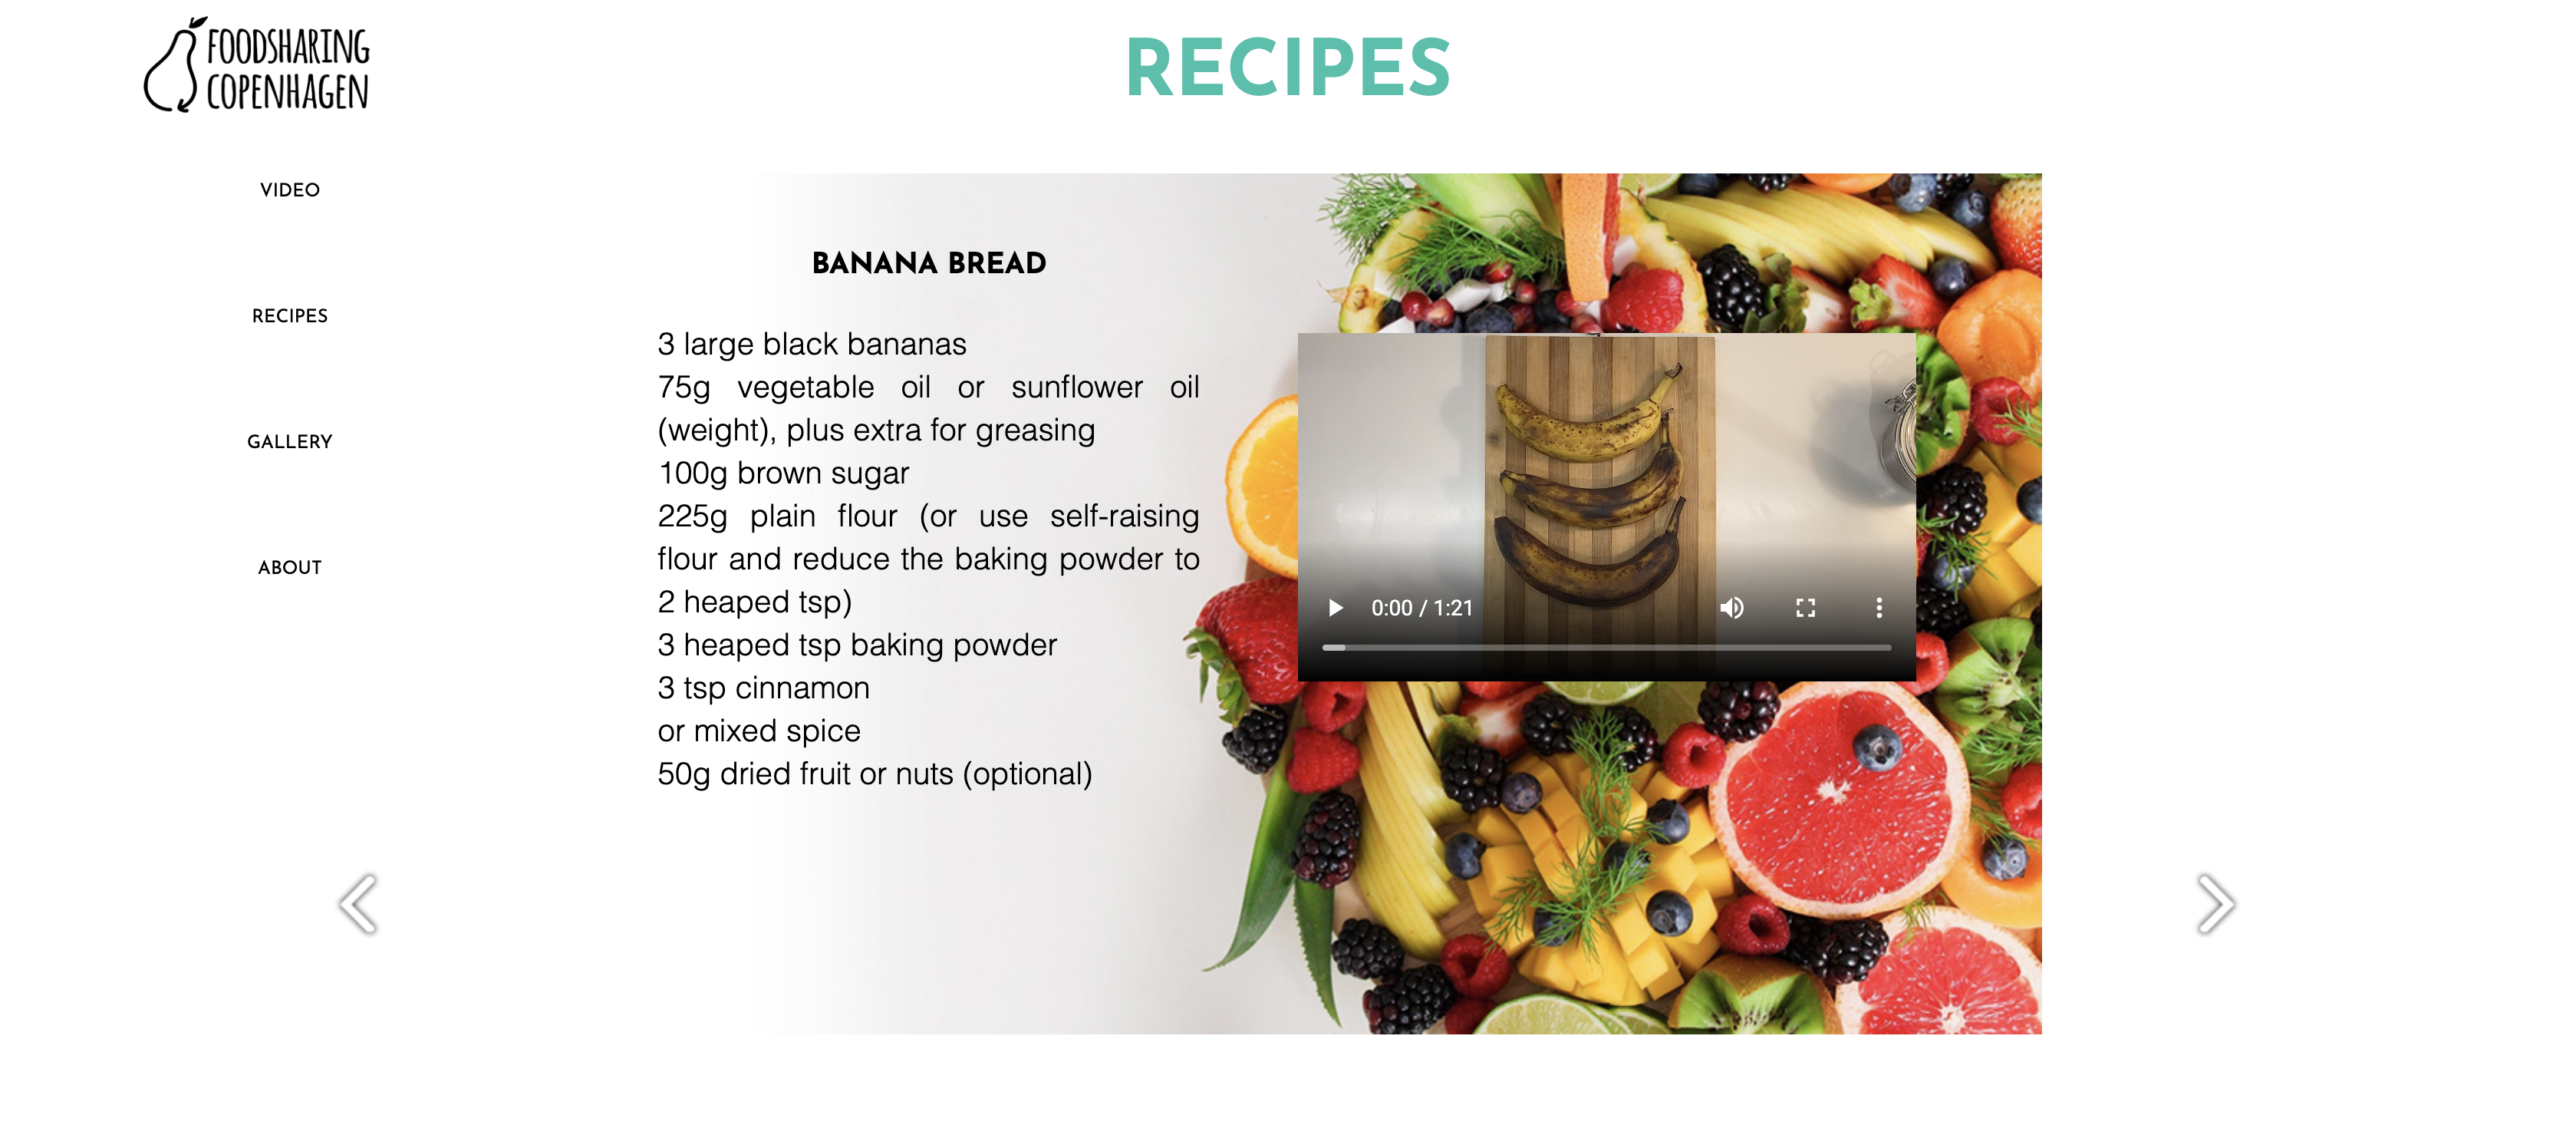 FOODSHARING
COPENHAGEN
RECIPES
VIDEO
RECIPES
GALLERY
ABOUT
BANANA BREAD
3 large black bananas
75g vegetable oil or sunflower oil
(weight), plus extra for greasing
100g brown sugar
225g plain flour (or use self-raising
flour and reduce the baking powder to
2 heaped tsp)
3 heaped tsp baking powder
3 tsp cinnamon
or mixed spice
50g dried fruit or nuts (optional)
0:00 / 1:21